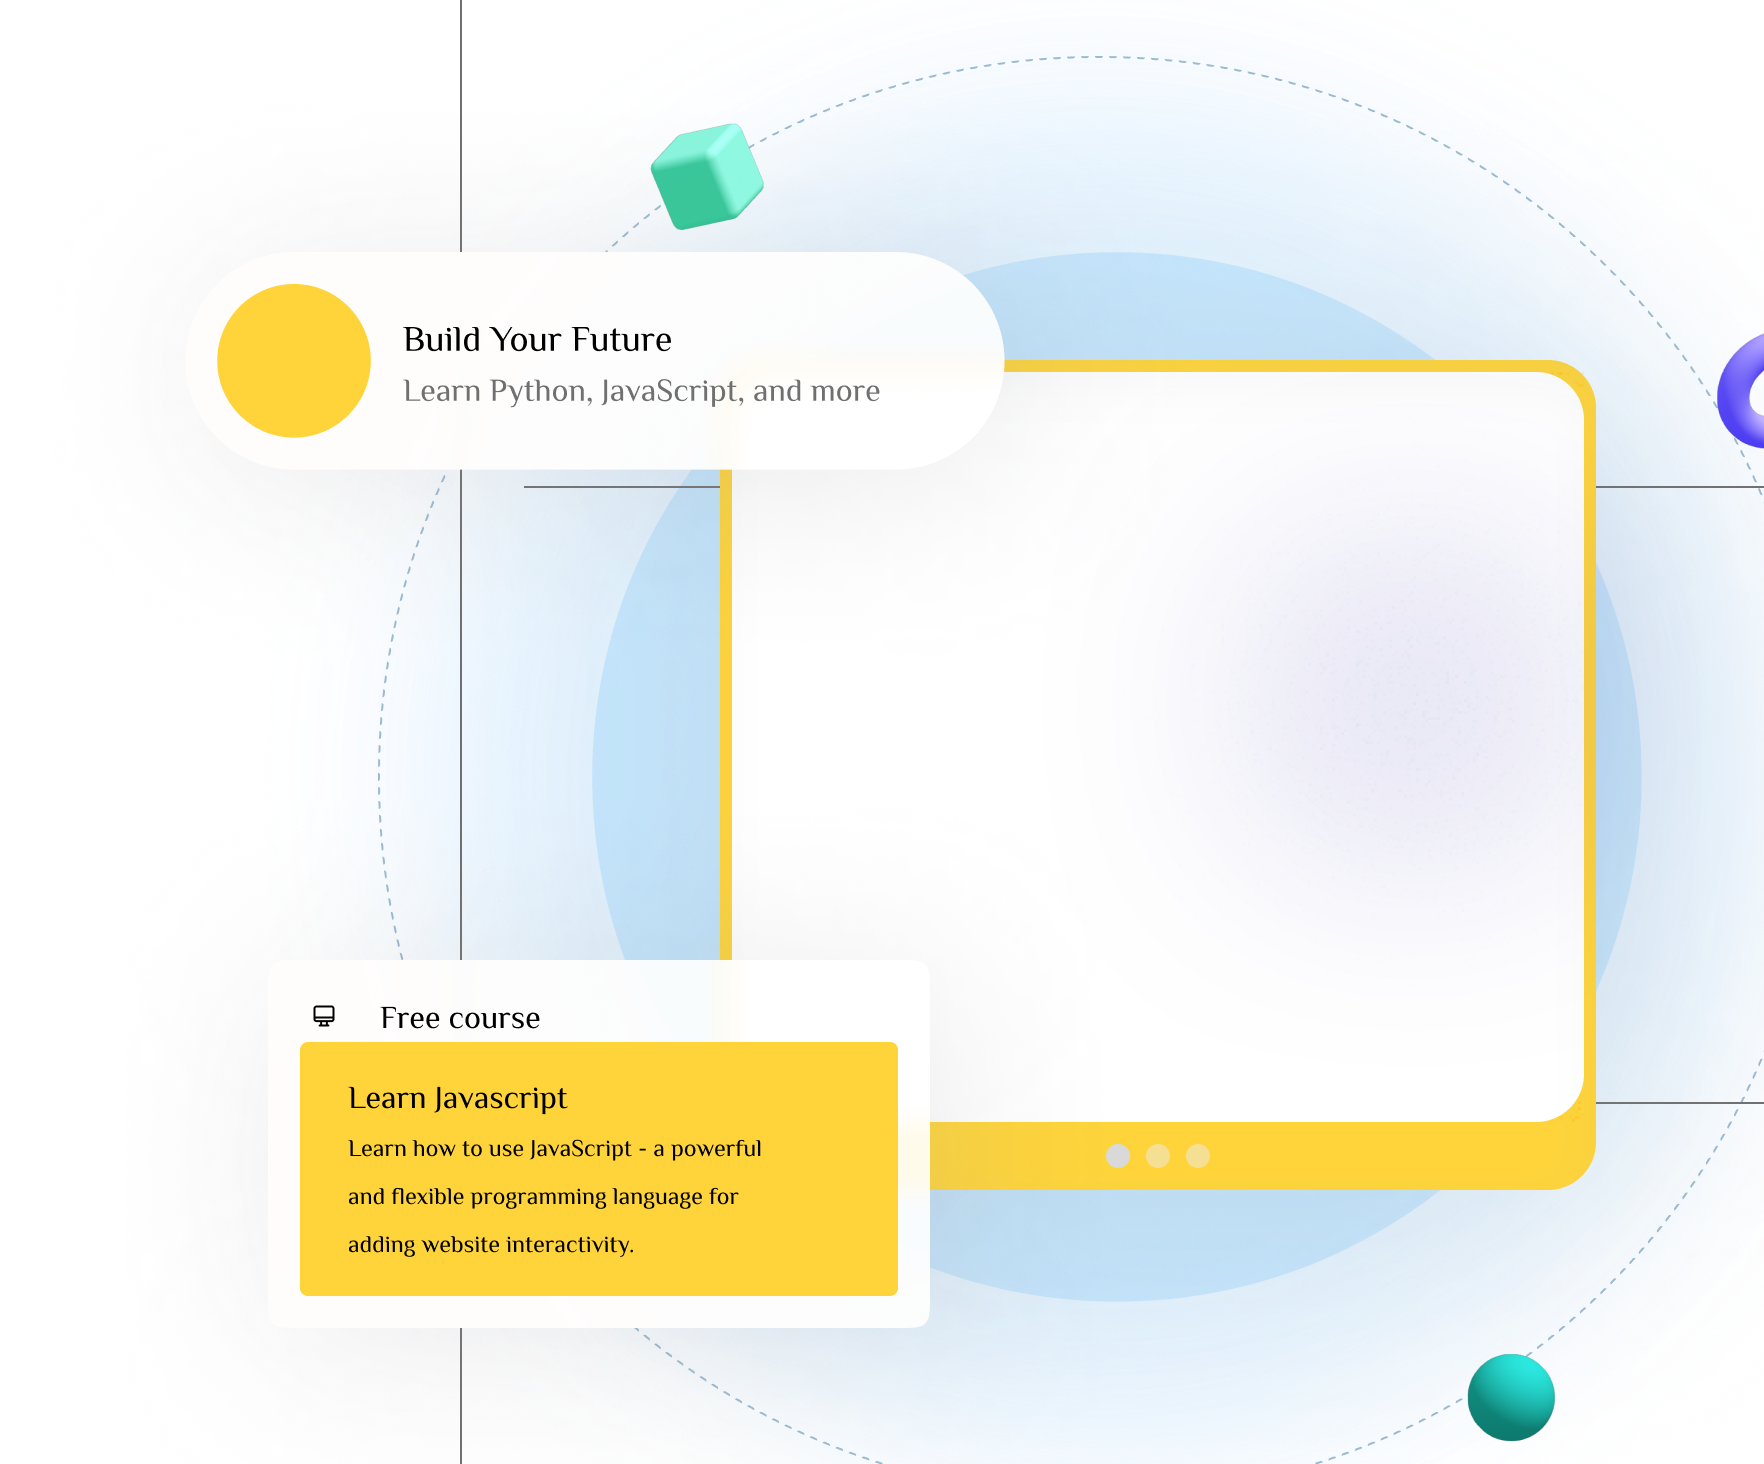 Build Your Future
Learn Python, JavaScript, and more
Free course
Learn Javascript
Learn how to use JavaScript - a powerful
and flexible programming language for
adding website interactivity.